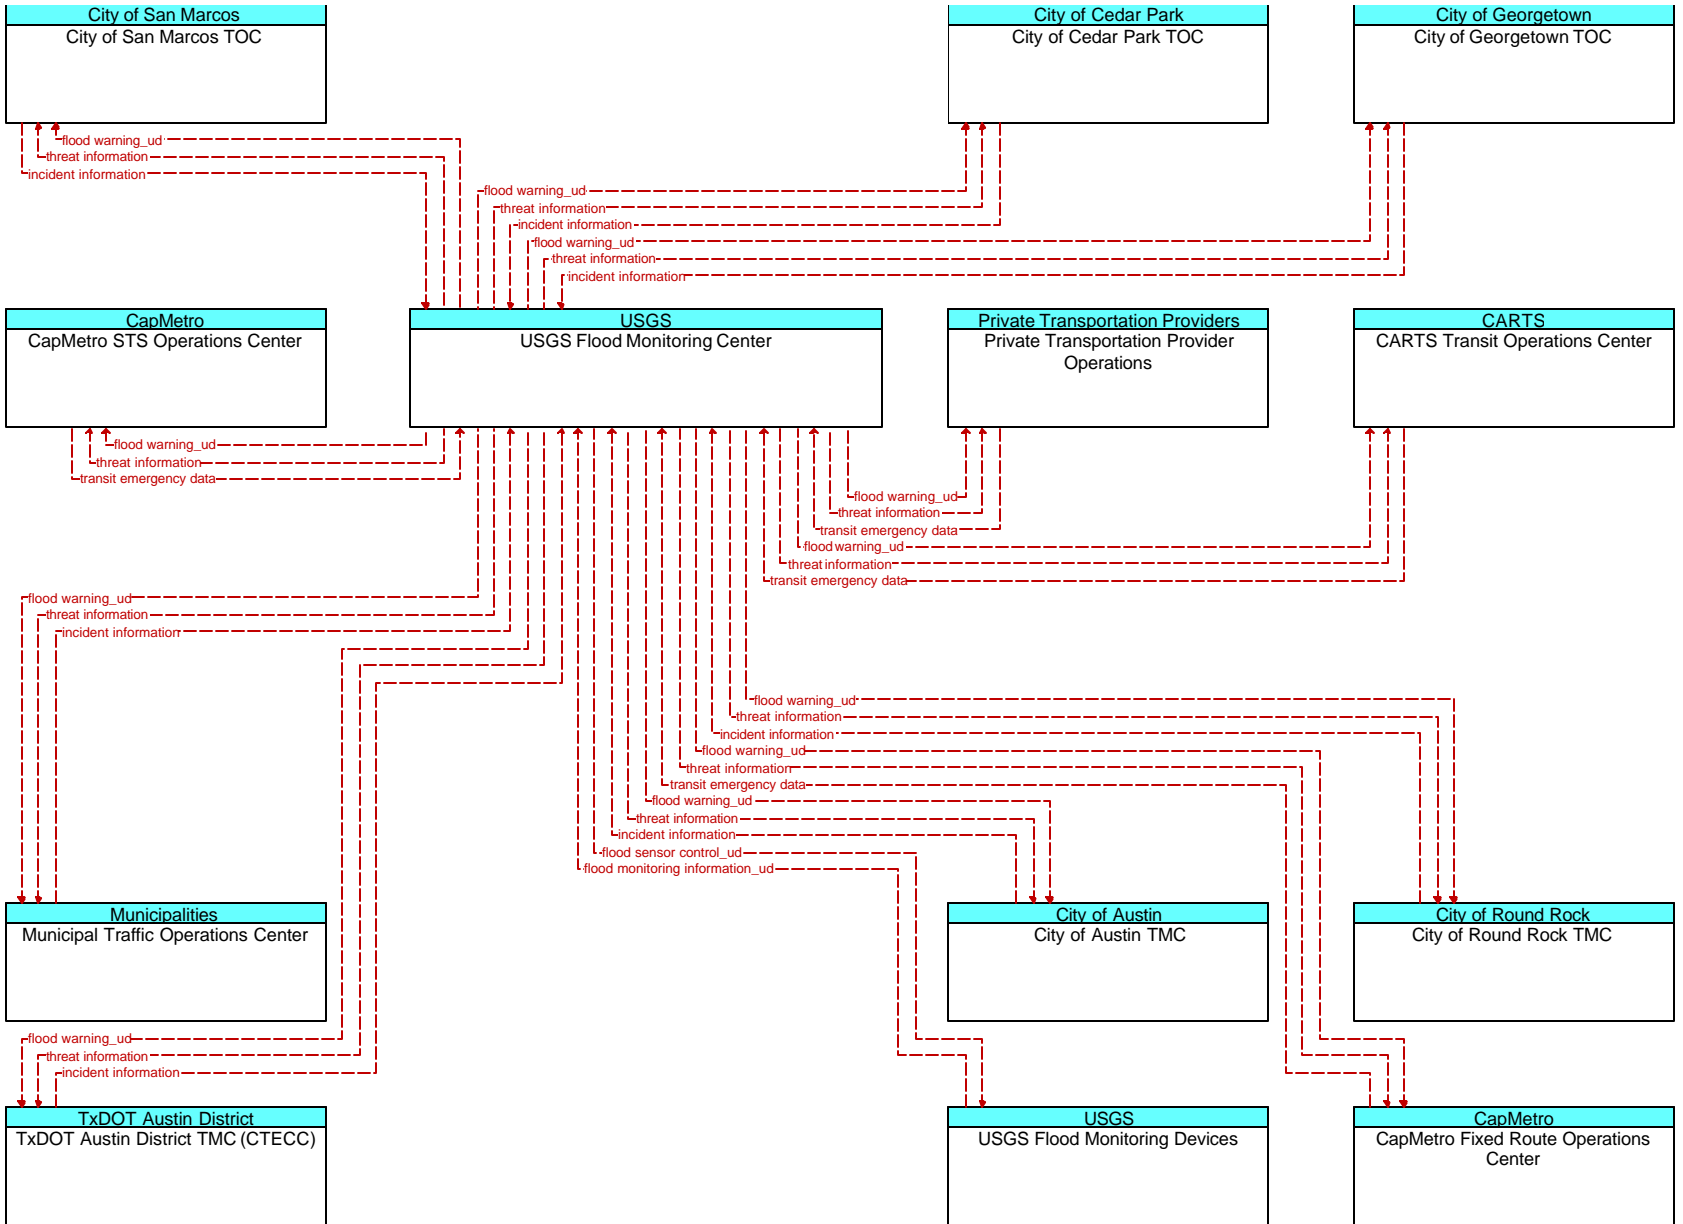 City of San Marcos
City of San Marcos TOC
City of Cedar Park
City of Cedar Park TOC
City of Georgetown
City of Georgetown TOC
flood warning_ud
threat information
incident information
flood warning_ud
threat information
incident information
flood warning_ud
threat information
incident information
CapMetro
CapMetro STS Operations Center
USGS
USGS Flood Monitoring Center
Private Transportation Providers
Private Transportation Provider
Operations
CARTS
CARTS Transit Operations Center
flood warning_ud
threat information
transit emergency data
flood warning_ud
threat information
transit emergency data
flood warning_ud
threat information
transit emergency data
flood warning_ud
threat information
incident information
flood warning_ud
threat information
incident information
flood warning_ud
threat information
transit emergency data
flood warning_ud
threat information
incident information
flood sensor control_ud
flood monitoring information_ud
Municipalities
Municipal Traffic Operations Center
City of Austin
City of Austin TMC
City of Round Rock
City of Round Rock TMC
flood warning_ud
threat information
incident information
TxDOT Austin District
TxDOT Austin District TMC (CTECC)
USGS
USGS Flood Monitoring Devices
CapMetro
CapMetro Fixed Route Operations
Center